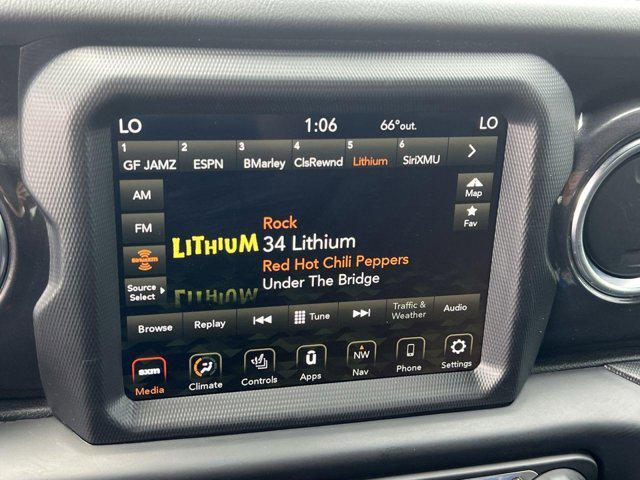 LO 1:06 66° out. LO
1 GF JAMZ 2 ESPN 3 BMarley 4 ClsRewnd 5 Lithium 6 SiriXMU
AM
Map
FM
Fav
SiriusXM
Source
Select
LiTHiUM
Rock
34 Lithium
Red Hot Chili Peppers
Under The Bridge
Browse Replay Tune Traffic & Weather Audio
sxm ū NW
Media Climate Controls Apps Nav Phone Settings